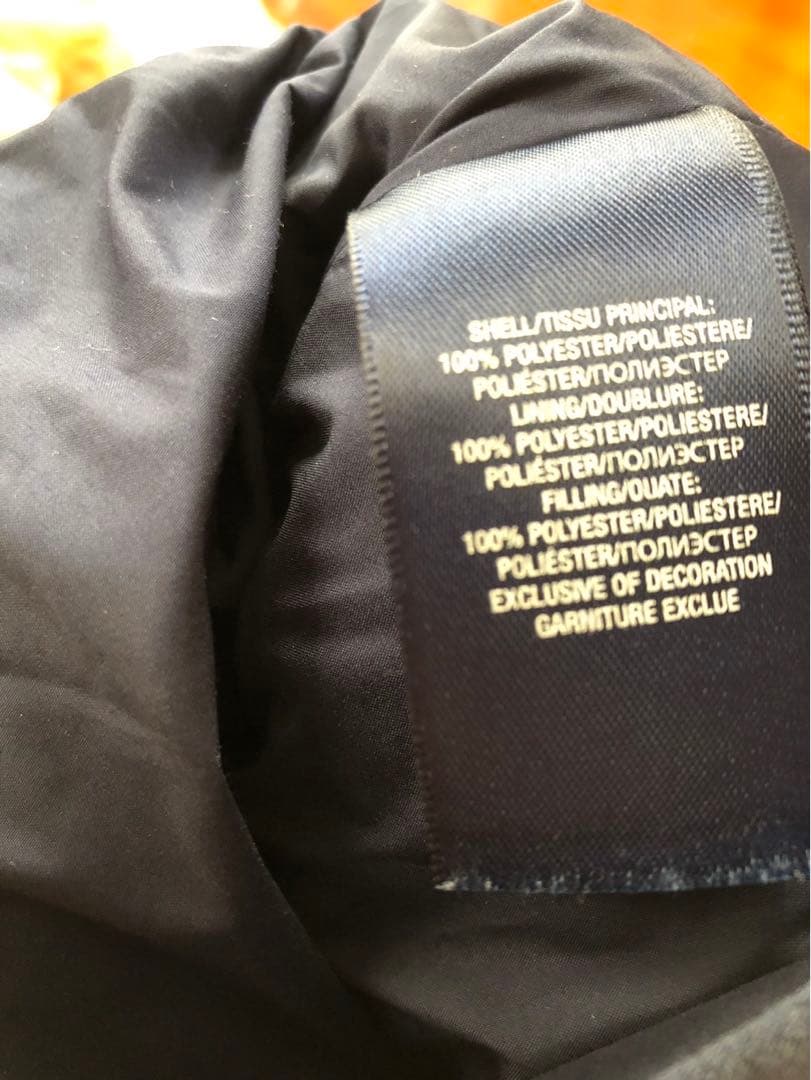 SHELL/TISSU PRINCIPAL:
100% POLYESTER/POLIESTERE/
POLIÉSTER/ПОЛИЭСТЕР
LINING/DOUBLURE:
100% POLYESTER/POLIESTERE/
POLIÉSTER/ПОЛИЭСТЕР
FILLING/OUATE:
100% POLYESTER/POLIESTERE/
POLIÉSTER/ПОЛИЭСТЕР
EXCLUSIVE OF DECORATION
GARNITURE EXCLUE